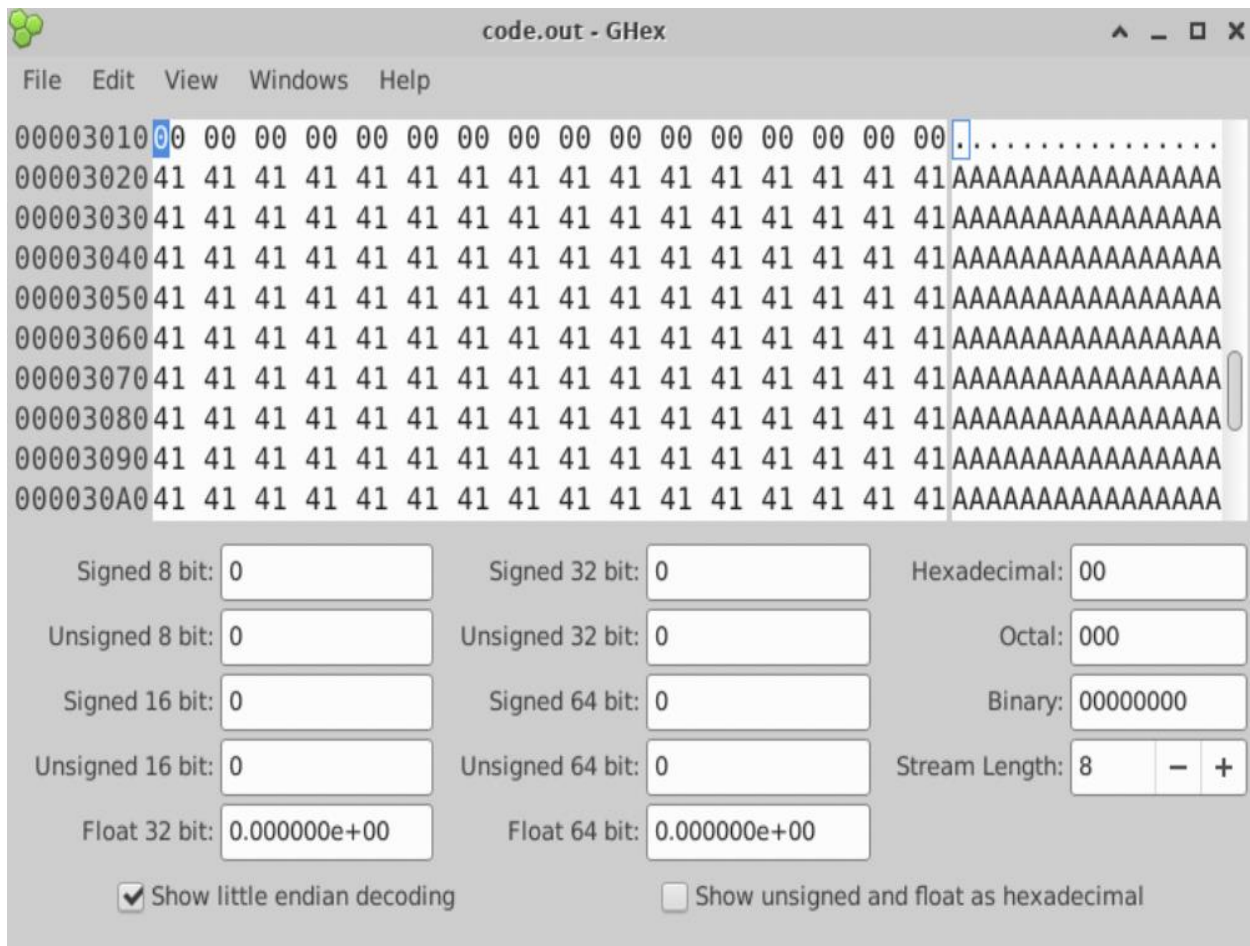 code.out - GHex
File Edit View Windows Help
00003010 00 00 00 00 00 00 00 00 00 00 00 00 00 00 00 00 ................
00003020 41 41 41 41 41 41 41 41 41 41 41 41 41 41 41 41 AAAAAAAAAAAAAAAA
00003030 41 41 41 41 41 41 41 41 41 41 41 41 41 41 41 41 AAAAAAAAAAAAAAAA
00003040 41 41 41 41 41 41 41 41 41 41 41 41 41 41 41 41 AAAAAAAAAAAAAAAA
00003050 41 41 41 41 41 41 41 41 41 41 41 41 41 41 41 41 AAAAAAAAAAAAAAAA
00003060 41 41 41 41 41 41 41 41 41 41 41 41 41 41 41 41 AAAAAAAAAAAAAAAA
00003070 41 41 41 41 41 41 41 41 41 41 41 41 41 41 41 41 AAAAAAAAAAAAAAAA
00003080 41 41 41 41 41 41 41 41 41 41 41 41 41 41 41 41 AAAAAAAAAAAAAAAA
00003090 41 41 41 41 41 41 41 41 41 41 41 41 41 41 41 41 AAAAAAAAAAAAAAAA
000030A0 41 41 41 41 41 41 41 41 41 41 41 41 41 41 41 41 AAAAAAAAAAAAAAAA
Signed 8 bit: 0 Signed 32 bit: 0 Hexadecimal: 00
Unsigned 8 bit: 0 Unsigned 32 bit: 0 Octal: 000
Signed 16 bit: 0 Signed 64 bit: 0 Binary: 00000000
Unsigned 16 bit: 0 Unsigned 64 bit: 0 Stream Length: 8 − +
Float 32 bit: 0.000000e+00 Float 64 bit: 0.000000e+00
Show little endian decoding Show unsigned and float as hexadecimal